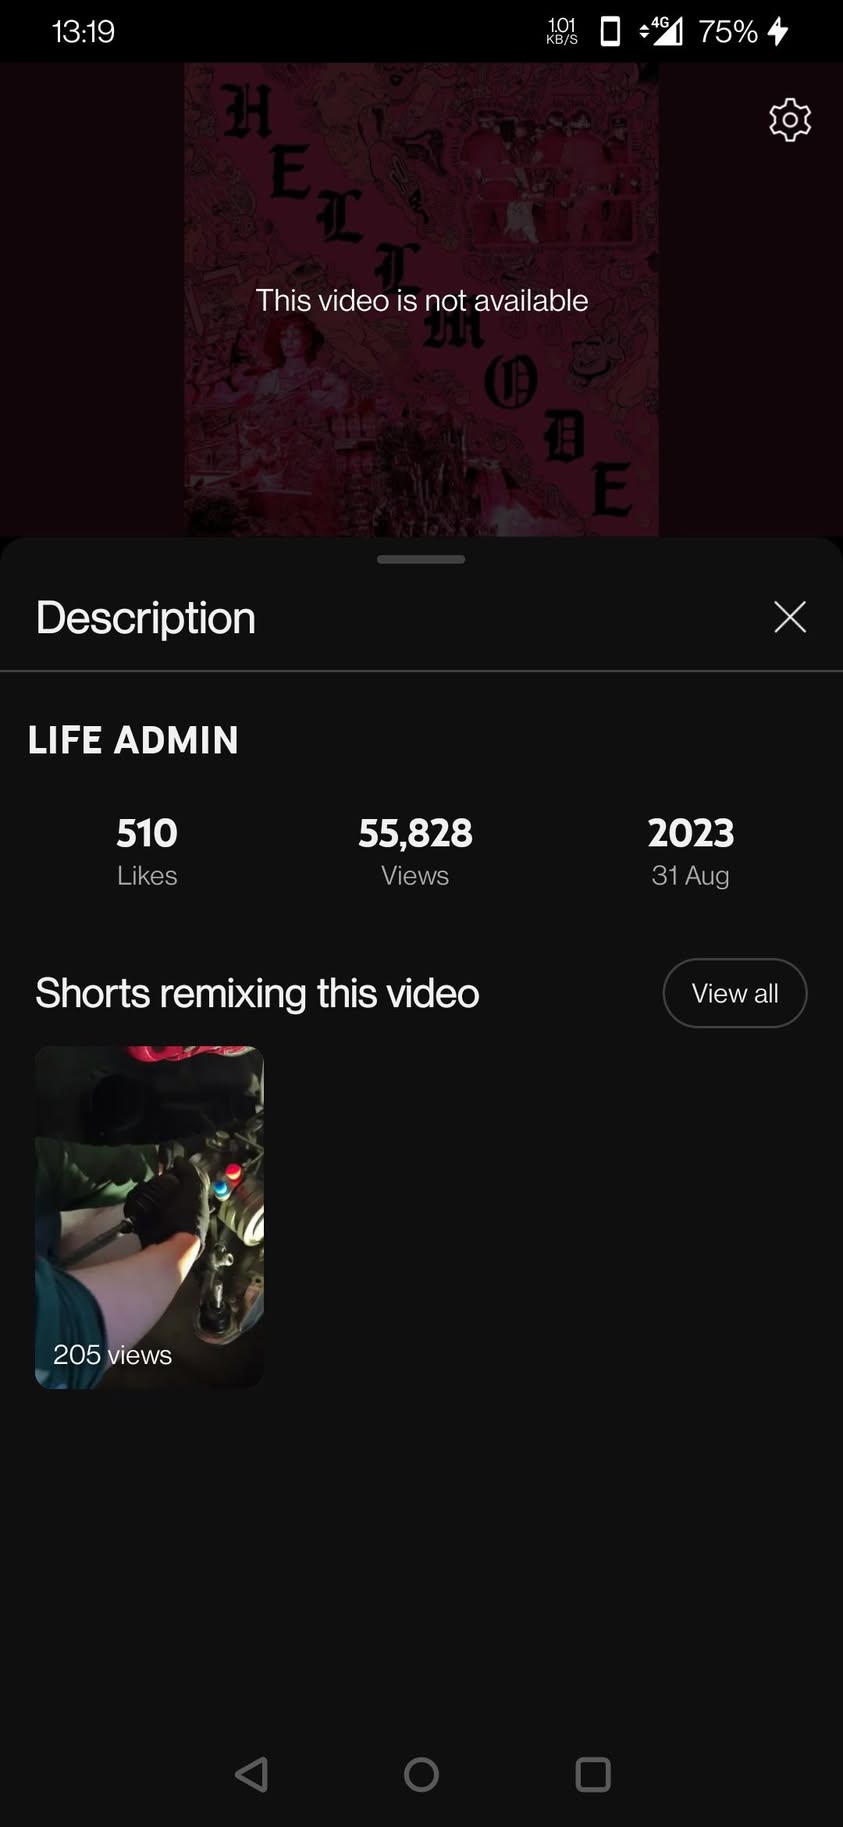 13:19
1.01
KB/S
4G
75%
H
E
L
L
M
O
D
E
This video is not available
Description
LIFE ADMIN
510
55,828
2023
Likes
Views
31 Aug
Shorts remixing this video
View all
205 views